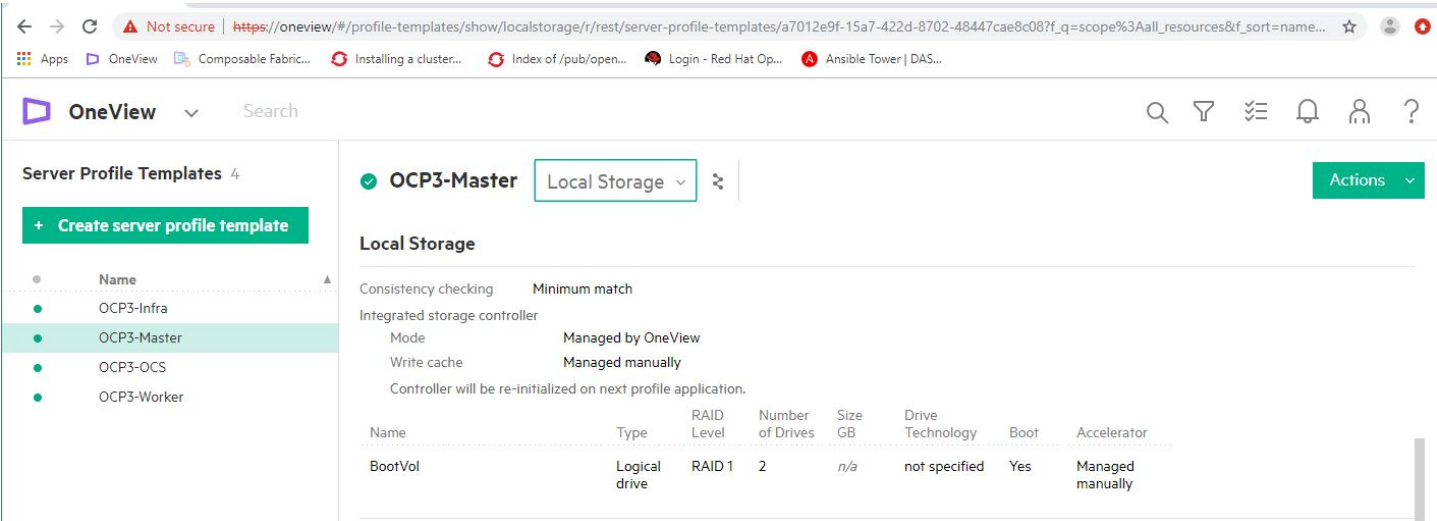 Not secure | https://oneview/#/profile-templates/show/localstorage/r/rest/server-profile-templates/a7012e9f-15a7-422d-8702-48447cae8c08?f_q=scope%3Aall_resources&f_sort=name...
Apps OneView Composable Fabric... Installing a cluster... Index of /pub/open... Login - Red Hat Op... Ansible Tower | DAS...
OneView Search
Server Profile Templates 4
+ Create server profile template
Name
OCP3-Infra
OCP3-Master
OCP3-OCS
OCP3-Worker
OCP3-Master Local Storage
Actions
Local Storage
Consistency checking Minimum match
Integrated storage controller
Mode Managed by OneView
Write cache Managed manually
Controller will be re-initialized on next profile application.
Name Type RAID Level Number of Drives Size GB Drive Technology Boot Accelerator
BootVol Logical drive RAID 1 2 n/a not specified Yes Managed manually